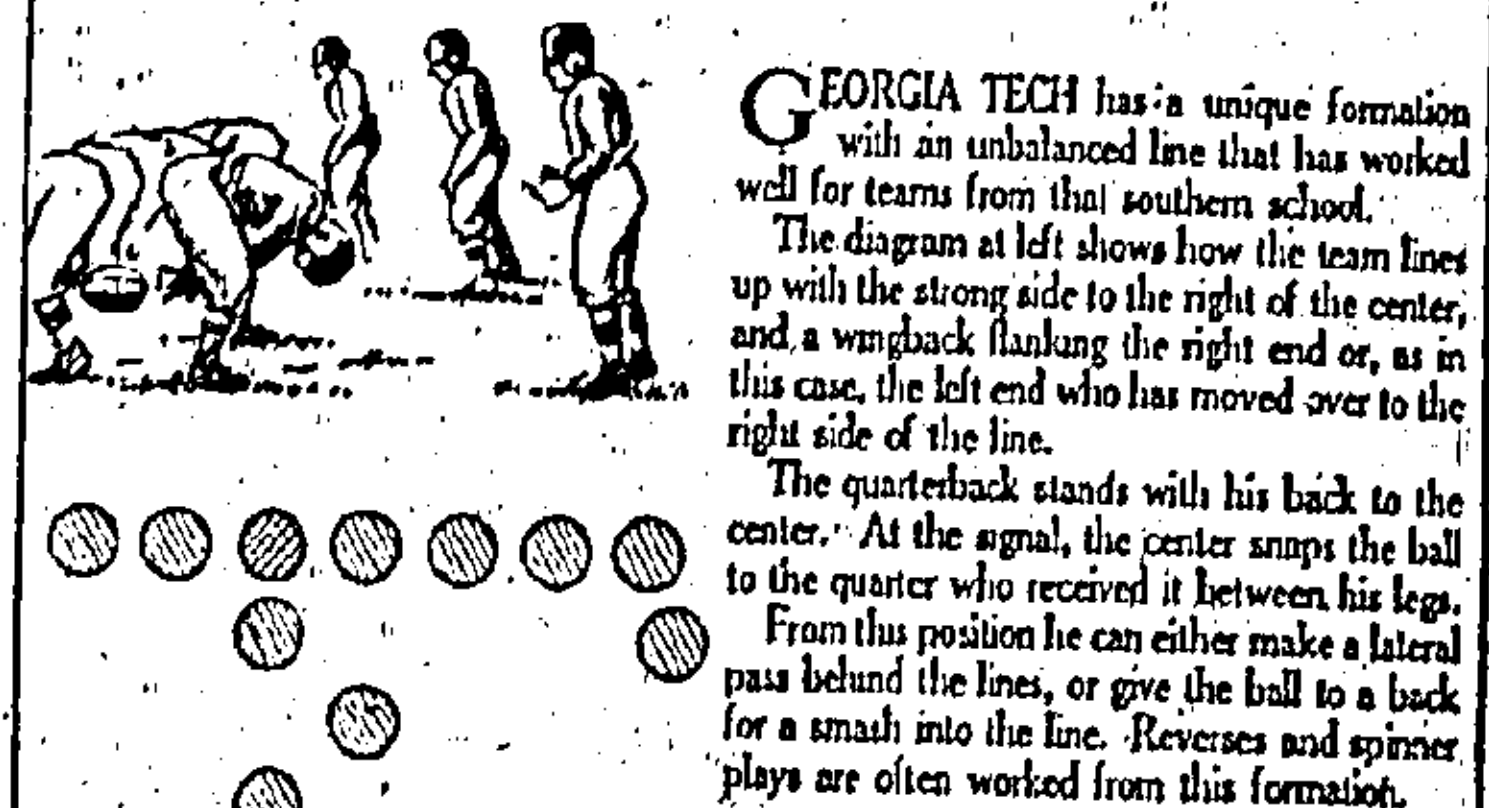 GEORGIA TECH has a unique formation
with an unbalanced line that has worked
well for teams from that southern school.
The diagram at left shows how the team lines
up with the strong side to the right of the center,
and a wingback flanking the right end or, as in
this case, the left end who has moved over to the
right side of the line.
The quarterback stands with his back to the
center. At the signal, the center snaps the ball
to the quarter who received it between his legs.
From this position he can either make a lateral
pass behind the lines, or give the ball to a back
for a smash into the line. Reverses and spinner
plays are often worked from this formation.